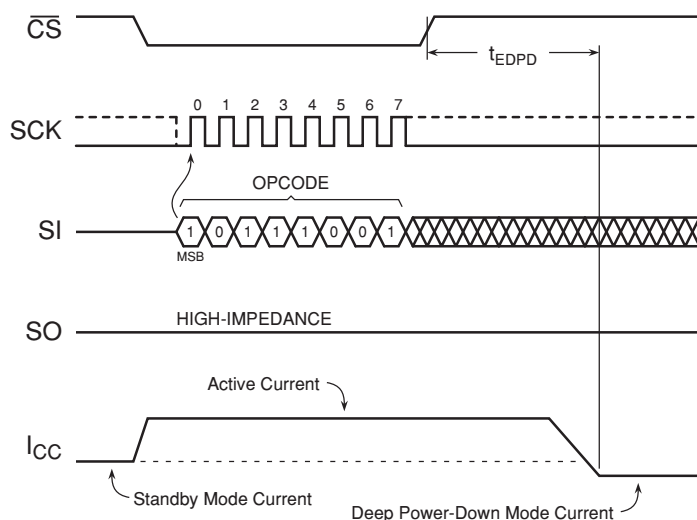 CS
tEDPD
0 1 2 3 4 5 6 7
SCK
OPCODE
SI
1 0 1 1 1 0 0 1
MSB
SO
HIGH-IMPEDANCE
Active Current
ICC
Standby Mode Current
Deep Power-Down Mode Current